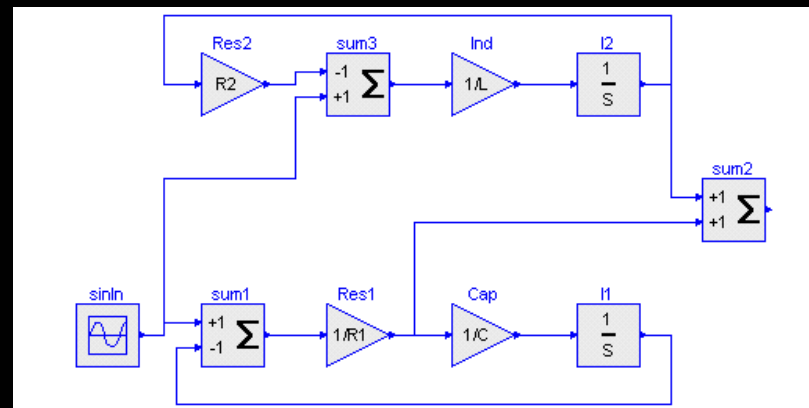 Res2 sum3 Ind I2
R2 -1 +1 Σ 1/L 1/S
sum2
+1 +1 Σ
sinIn sum1 Res1 Cap I1
+1 -1 Σ 1/R1 1/C 1/S